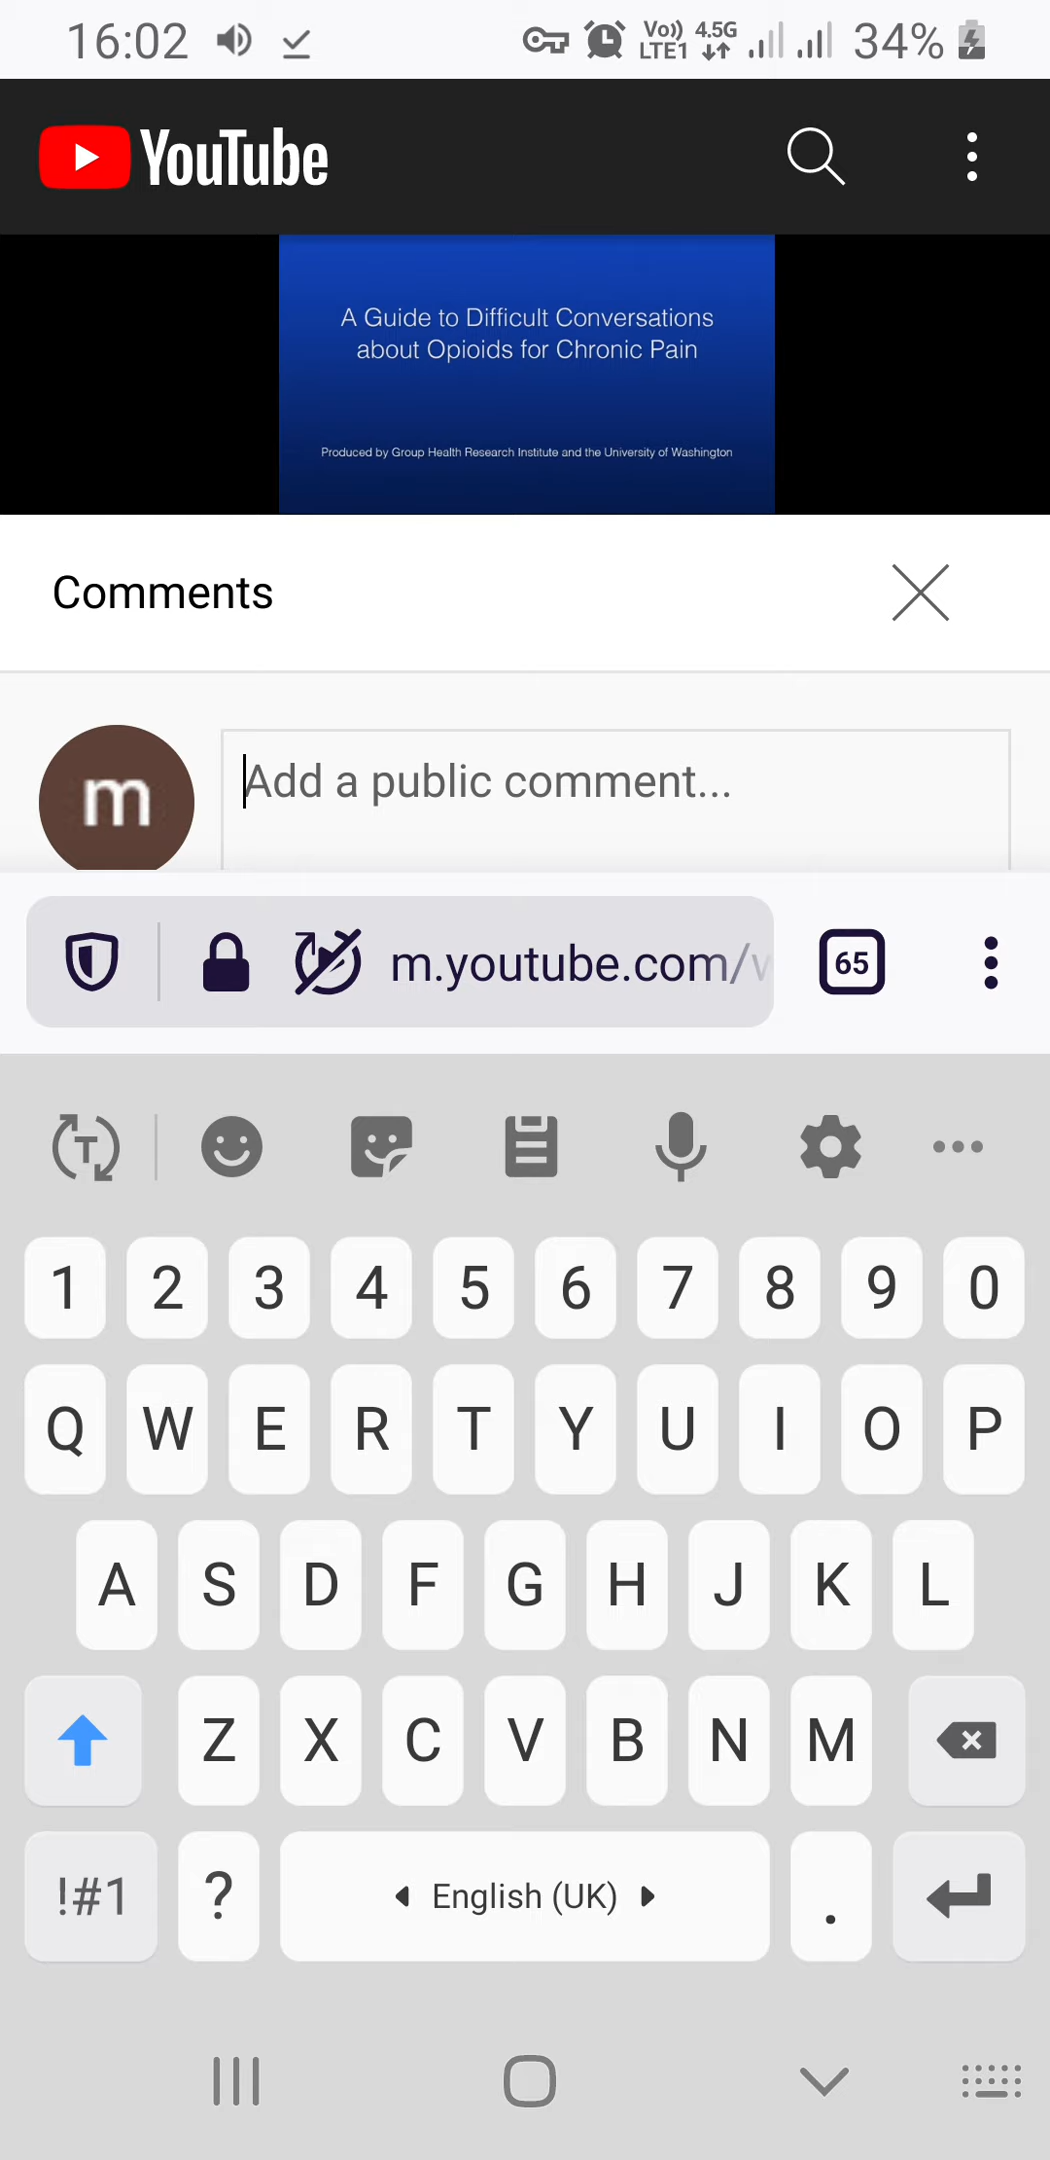 16:02 Vo)) LTE1 4.5G 34%
YouTube
A Guide to Difficult Conversations
about Opioids for Chronic Pain
Produced by Group Health Research Institute and the University of Washington
Comments
m
Add a public comment...
m.youtube.com/ 65
T
1 2 3 4 5 6 7 8 9 0
Q W E R T Y U I O P
A S D F G H J K L
Z X C V B N M
!#1 ? English (UK) .